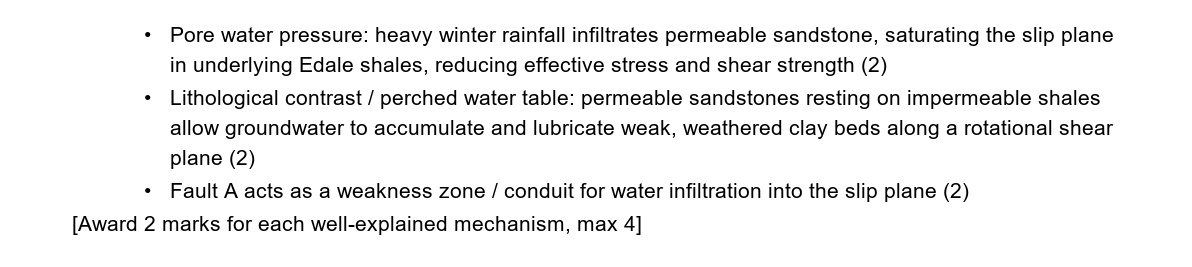 • Pore water pressure: heavy winter rainfall infiltrates permeable sandstone, saturating the slip plane
in underlying Edale shales, reducing effective stress and shear strength (2)
• Lithological contrast / perched water table: permeable sandstones resting on impermeable shales
allow groundwater to accumulate and lubricate weak, weathered clay beds along a rotational shear
plane (2)
• Fault A acts as a weakness zone / conduit for water infiltration into the slip plane (2)
[Award 2 marks for each well-explained mechanism, max 4]